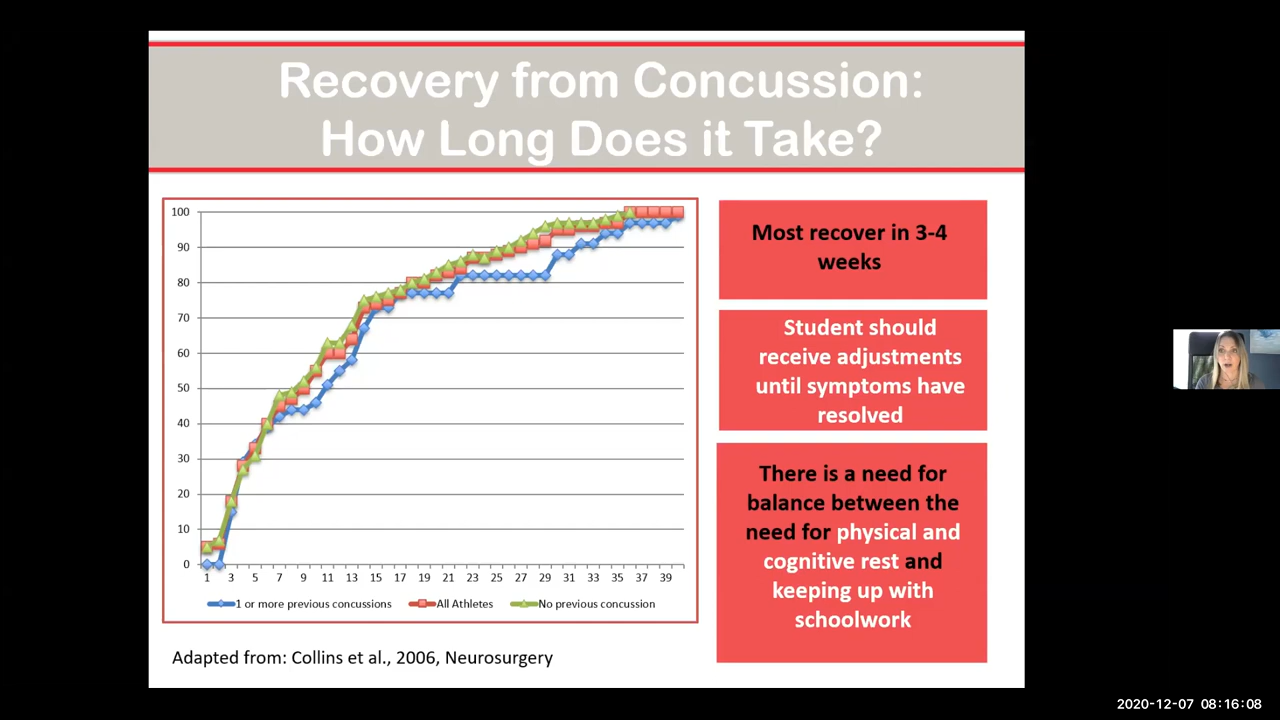 Recovery from Concussion:
How Long Does it Take?
100
90
80
70
60
50
40
30
20
10
0
1 3 5 7 9 11 13 15 17 19 21 23 25 27 29 31 33 35 37 39
1 or more previous concussions All Athletes No previous concussion
Adapted from: Collins et al., 2006, Neurosurgery
Most recover in 3-4
weeks
Student should
receive adjustments
until symptoms have
resolved
There is a need for
balance between the
need for physical and
cognitive rest and
keeping up with
schoolwork
2020-12-07 08:16:08